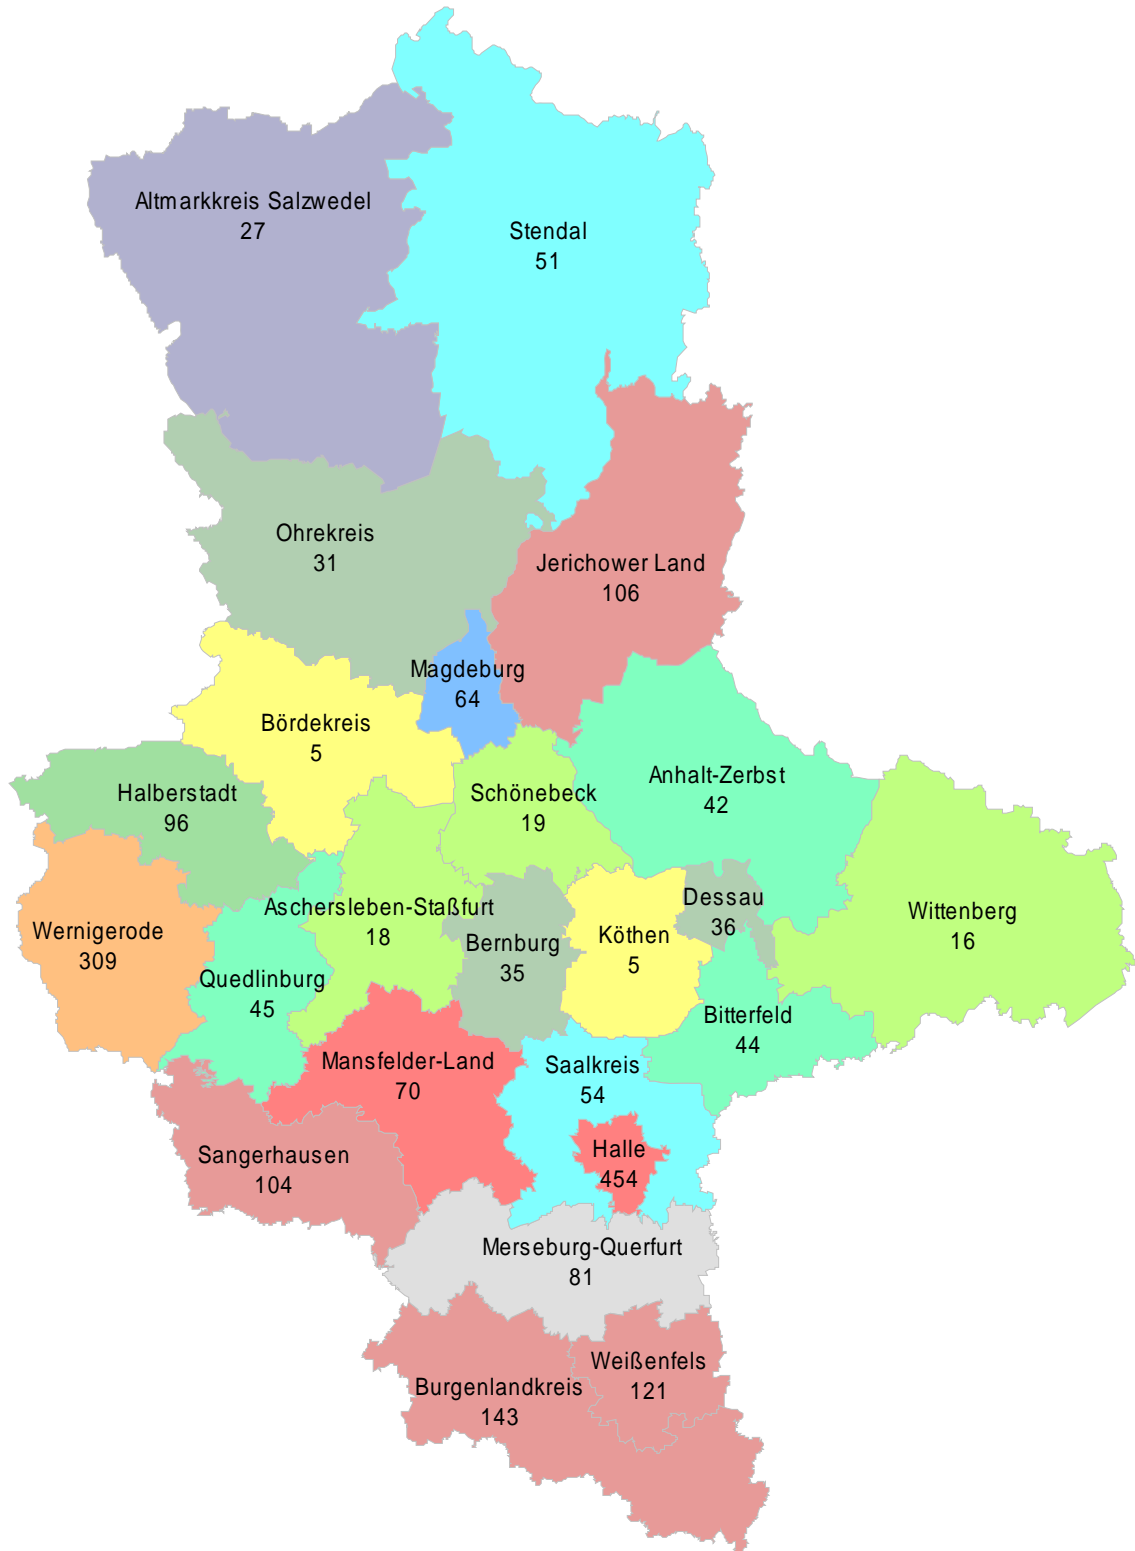 Altmarkkreis Salzwedel
27
Stendal
51
Ohrekreis
31
Jerichower Land
106
Magdeburg
64
Bördekreis
5
Halberstadt
96
Schönebeck
19
Anhalt-Zerbst
42
Wernigerode
309
Aschersleben-Staßfurt
18
Dessau
36
Wittenberg
16
Bernburg
35
Köthen
5
Quedlinburg
45
Bitterfeld
44
Mansfelder-Land
70
Saalkreis
54
Sangerhausen
104
Halle
454
Merseburg-Querfurt
81
Weißenfels
121
Burgenlandkreis
143